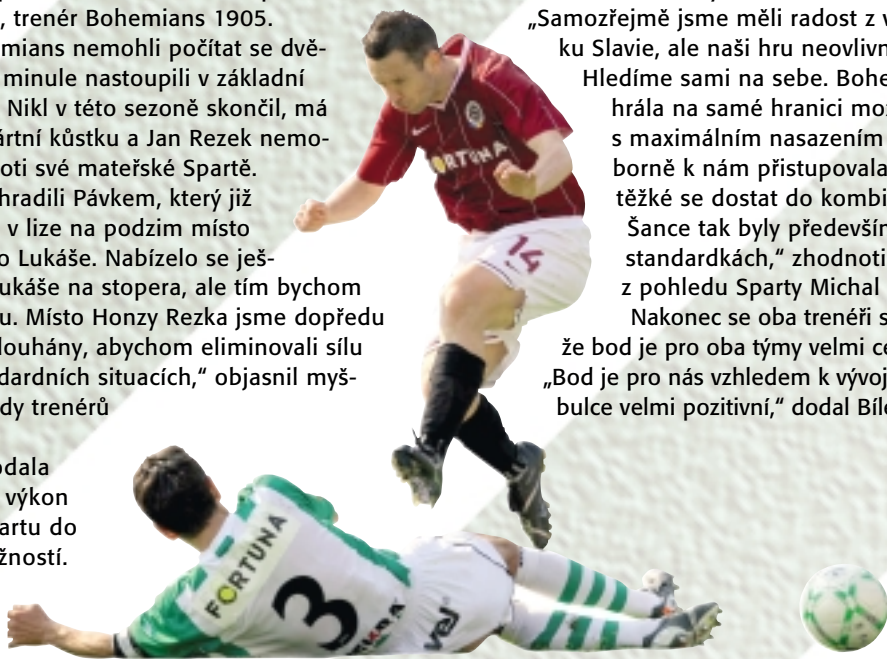 , trenér Bohemians 1905.
emians nemohli počítat se dvě-
minule nastoupili v základní
Nikl v této sezoně skončil, má
ártní kůstku a Jan Rezek nemo-
oti své mateřské Spartě.
hradili Pávkem, který již
v lize na podzim místo
o Lukáše. Nabízelo se ješ-
ukáše na stopera, ale tím bychom
u. Místo Honzy Rezka jsme dopředu
louhány, abychom eliminovali sílu
dardních situacích,“ objasnil myš-
dy trenérů
odala
výkon
artu do
žností.
„Samozřejmě jsme měli radost z v
ku Slavie, ale naši hru neovlivn
Hledíme sami na sebe. Bohe
hrála na samé hranici mož
s maximálním nasazením
borně k nám přistupovala
těžké se dostat do kombi
Šance tak byly především
standardkách,“ zhodnoti
z pohledu Sparty Michal
Nakonec se oba trenéři s
že bod je pro oba týmy velmi ce
„Bod je pro nás vzhledem k vývoj
bulce velmi pozitivní,“ dodal Bíle
FORTUNA
14
FORTUNA
3